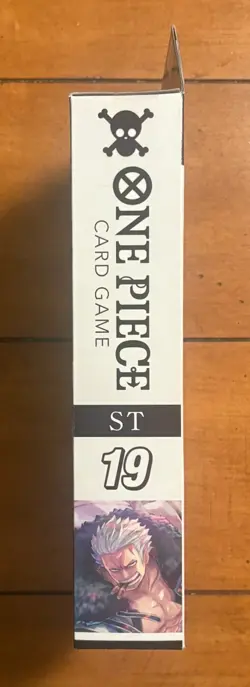 ONE PIECE
CARD GAME
ST
19